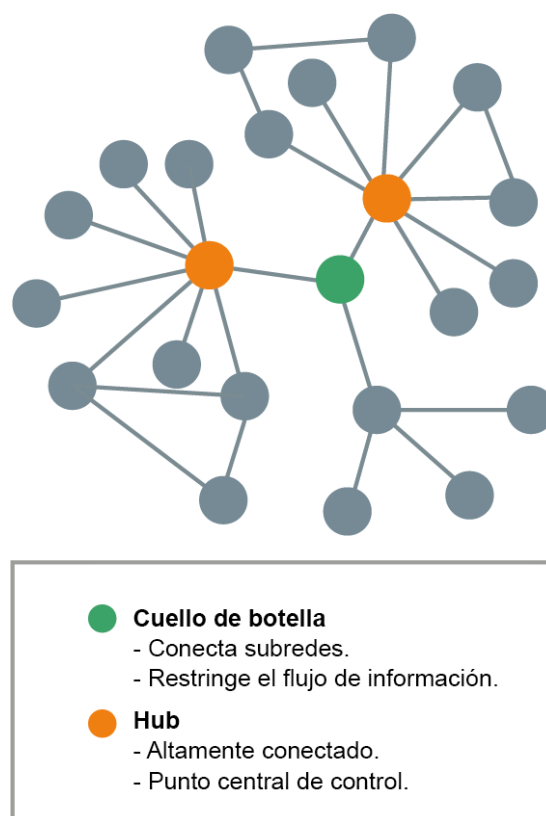 Cuello de botella
- Conecta subredes.
- Restringe el flujo de información.
Hub
- Altamente conectado.
- Punto central de control.